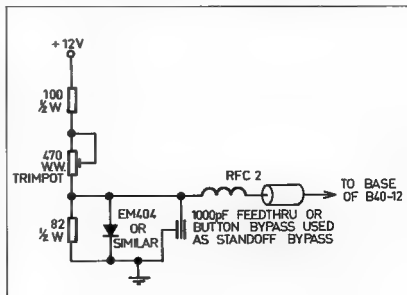 +12V
100
½W
470
W.W.
TRIMPOT
82
½W
EM404
OR
SIMILAR
RFC 2
1000pF FEEDTHRU OR
BUTTON BYPASS USED
AS STANDOFF BYPASS
TO BASE
OF B40-12